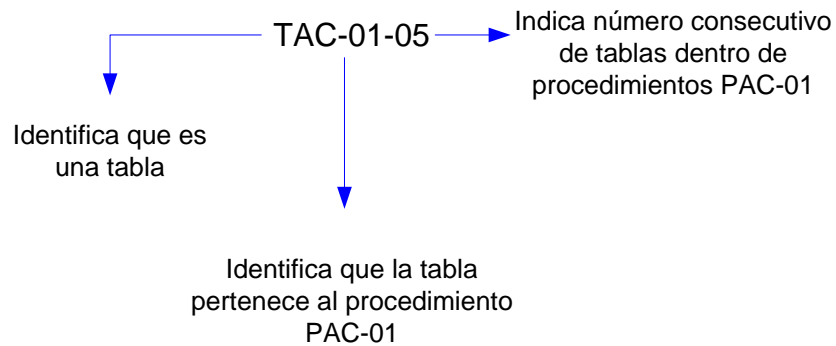 TAC-01-05
Indica número consecutivo
de tablas dentro de
procedimientos PAC-01
Identifica que es
una tabla
Identifica que la tabla
pertenece al procedimiento
PAC-01